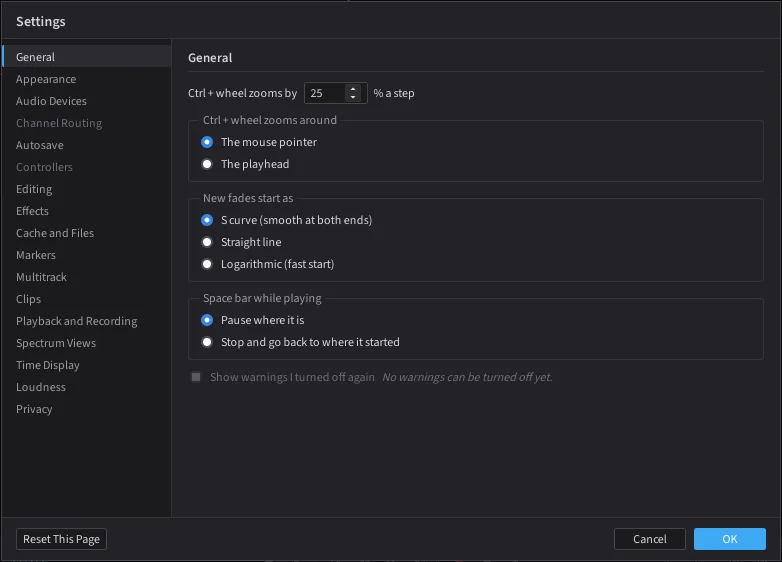 Settings
General
Appearance
Audio Devices
Channel Routing
Autosave
Controllers
Editing
Effects
Cache and Files
Markers
Multitrack
Clips
Playback and Recording
Spectrum Views
Time Display
Loudness
Privacy
General
Ctrl + wheel zooms by 25 % a step
Ctrl + wheel zooms around
The mouse pointer
The playhead
New fades start as
S curve (smooth at both ends)
Straight line
Logarithmic (fast start)
Space bar while playing
Pause where it is
Stop and go back to where it started
Show warnings I turned off again No warnings can be turned off yet.
Reset This Page
Cancel
OK